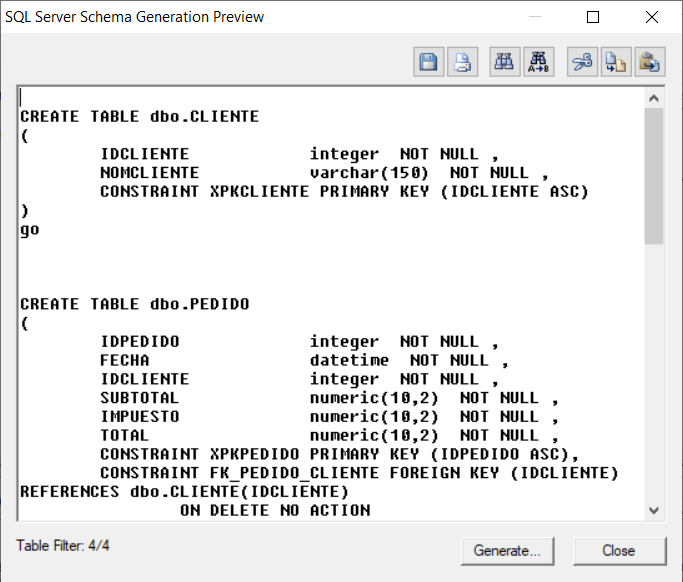 SQL Server Schema Generation Preview
A→B
CREATE TABLE dbo.CLIENTE
(
IDCLIENTE integer NOT NULL ,
NOMCLIENTE varchar(150) NOT NULL ,
CONSTRAINT XPKCLIENTE PRIMARY KEY (IDCLIENTE ASC)
)
go
CREATE TABLE dbo.PEDIDO
(
IDPEDIDO integer NOT NULL ,
FECHA datetime NOT NULL ,
IDCLIENTE integer NOT NULL ,
SUBTOTAL numeric(10,2) NOT NULL ,
IMPUESTO numeric(10,2) NOT NULL ,
TOTAL numeric(10,2) NOT NULL ,
CONSTRAINT XPKPEDIDO PRIMARY KEY (IDPEDIDO ASC),
CONSTRAINT FK_PEDIDO_CLIENTE FOREIGN KEY (IDCLIENTE)
REFERENCES dbo.CLIENTE(IDCLIENTE)
ON DELETE NO ACTION
Table Filter: 4/4
Generate...
Close